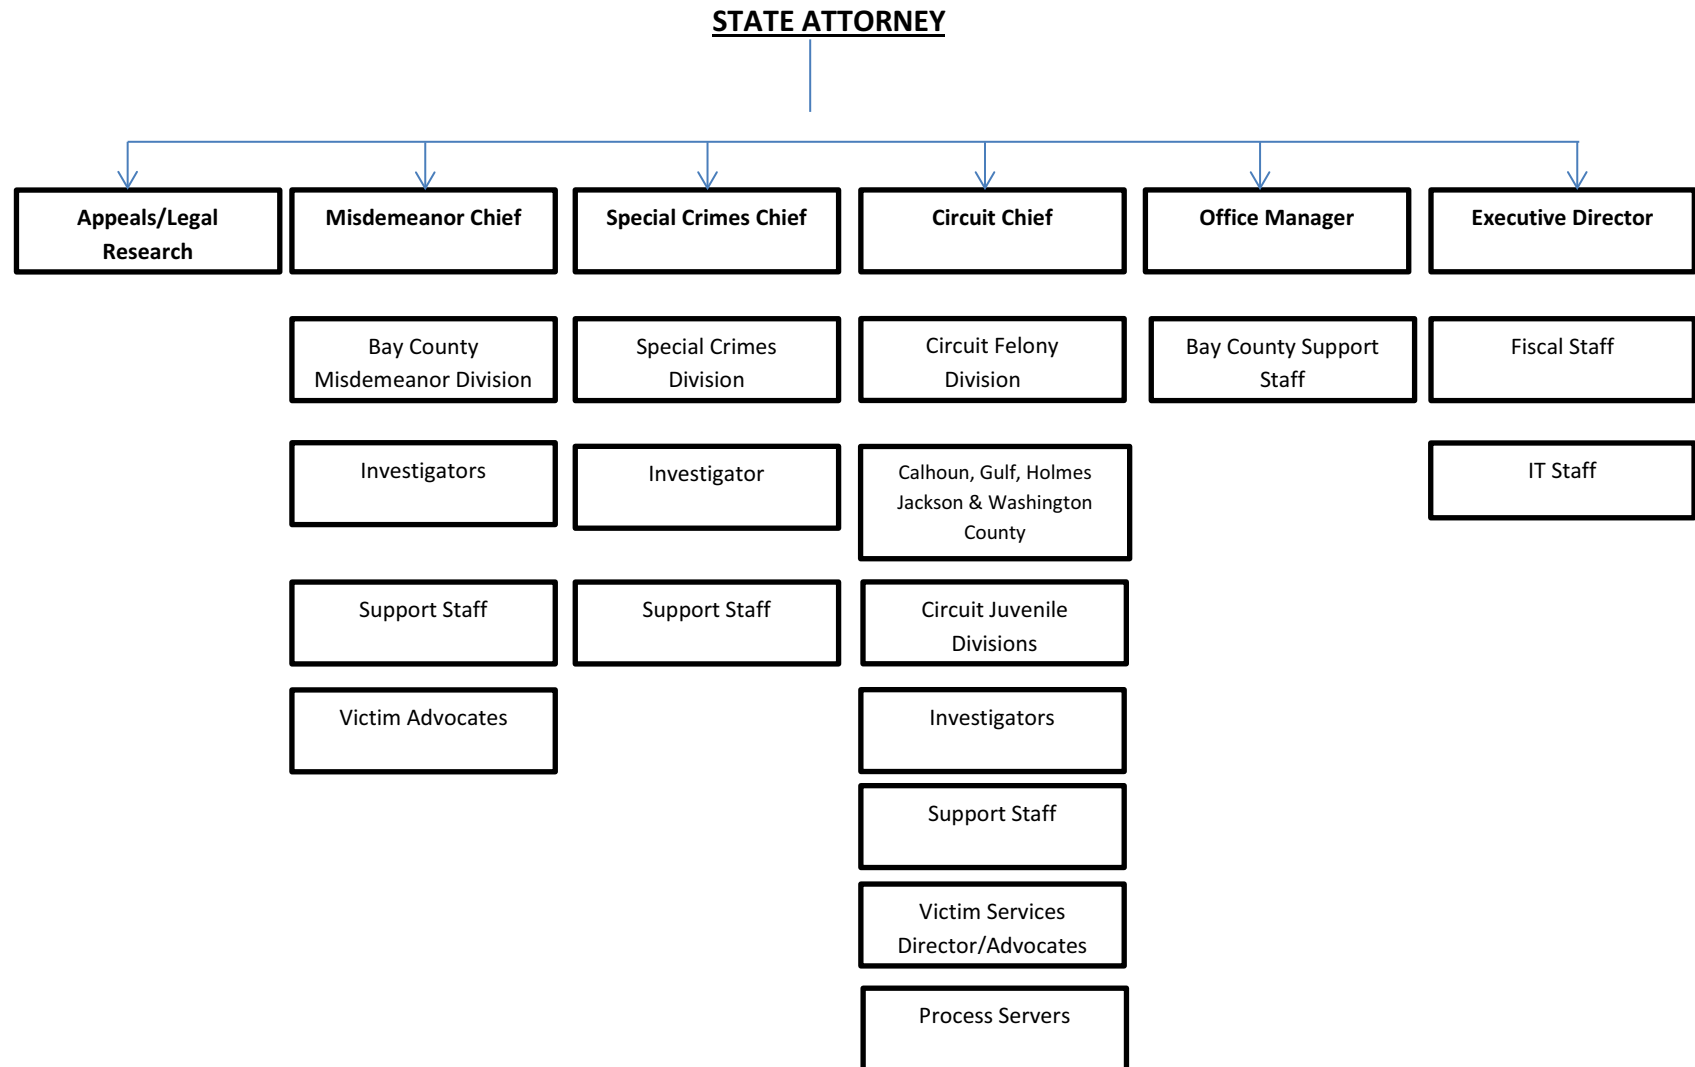 STATE ATTORNEY
Appeals/Legal
Research
Misdemeanor Chief
Special Crimes Chief
Circuit Chief
Office Manager
Executive Director
Bay County
Misdemeanor Division
Special Crimes
Division
Circuit Felony
Division
Bay County Support
Staff
Fiscal Staff
Investigators
Investigator
Calhoun, Gulf, Holmes
Jackson & Washington
County
IT Staff
Support Staff
Support Staff
Circuit Juvenile
Divisions
Victim Advocates
Investigators
Support Staff
Victim Services
Director/Advocates
Process Servers